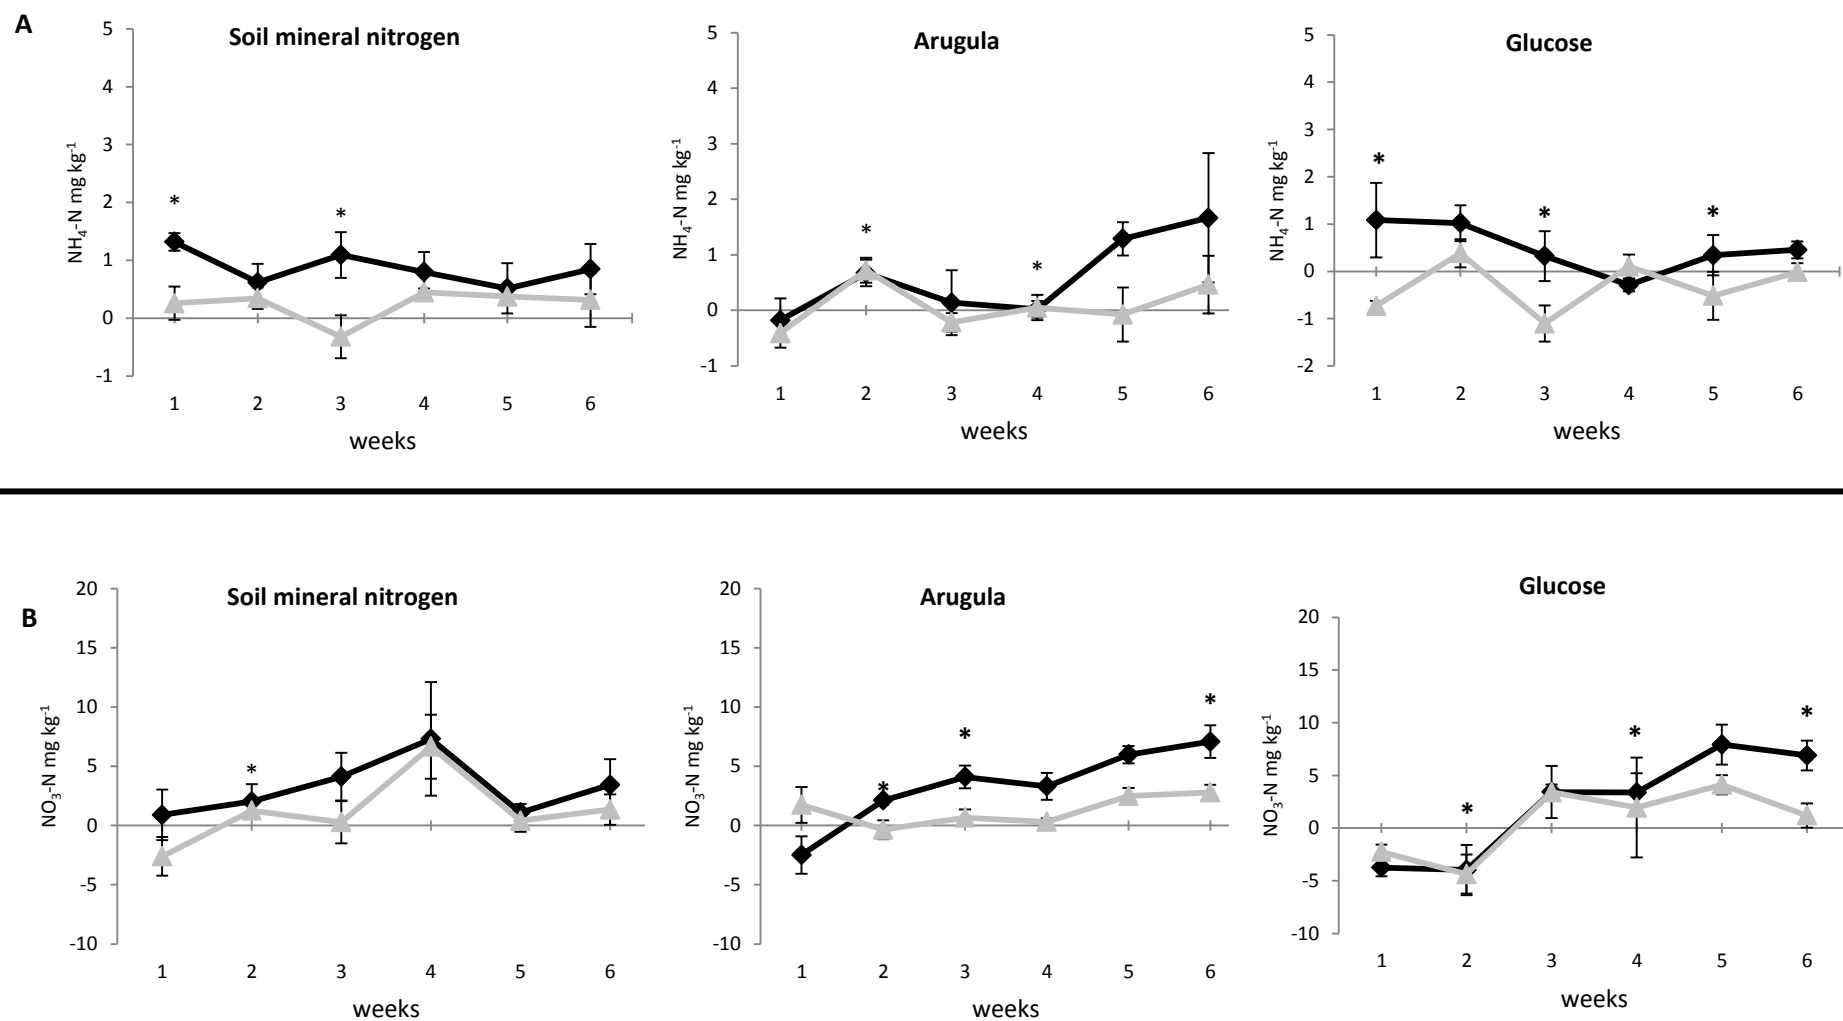 A
Soil mineral nitrogen
5
4
3
2
1
0
-1
NH₄-N mg kg⁻¹
*
*
1 2 3 4 5 6
weeks
Arugula
5
4
3
2
1
0
-1
NH₄-N mg kg⁻¹
*
*
1 2 3 4 5 6
weeks
Glucose
5
4
3
2
1
0
-1
-2
NH₄-N mg kg⁻¹
*
*
*
1 2 3 4 5 6
weeks
B
Soil mineral nitrogen
20
15
10
5
0
-5
-10
NO₃-N mg kg⁻¹
*
1 2 3 4 5 6
weeks
Arugula
20
15
10
5
0
-5
-10
NO₃-N mg kg⁻¹
*
*
*
1 2 3 4 5 6
weeks
Glucose
20
15
10
5
0
-5
-10
NO₃-N mg kg⁻¹
*
*
*
1 2 3 4 5 6
weeks